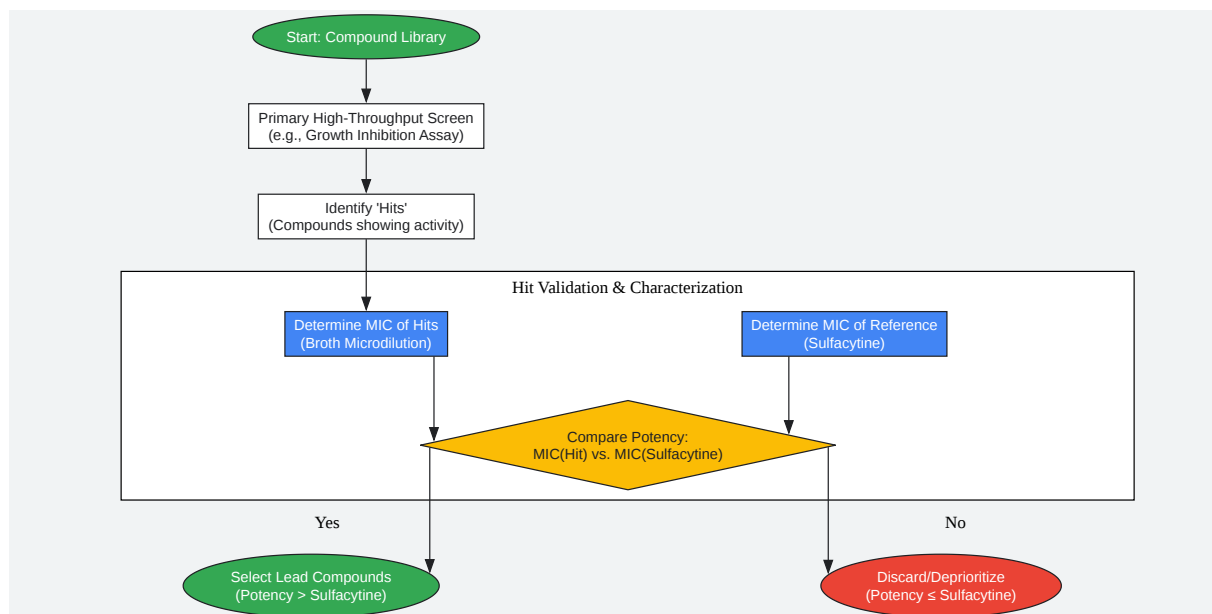 Start: Compound Library
Primary High-Throughput Screen
(e.g., Growth Inhibition Assay)
Identify 'Hits'
(Compounds showing activity)
Hit Validation & Characterization
Determine MIC of Hits
(Broth Microdilution)
Determine MIC of Reference
(Sulfacytine)
Compare Potency:
MIC(Hit) vs. MIC(Sulfacytine)
Yes
No
Select Lead Compounds
(Potency > Sulfacytine)
Discard/Deprioritize
(Potency ≤ Sulfacytine)